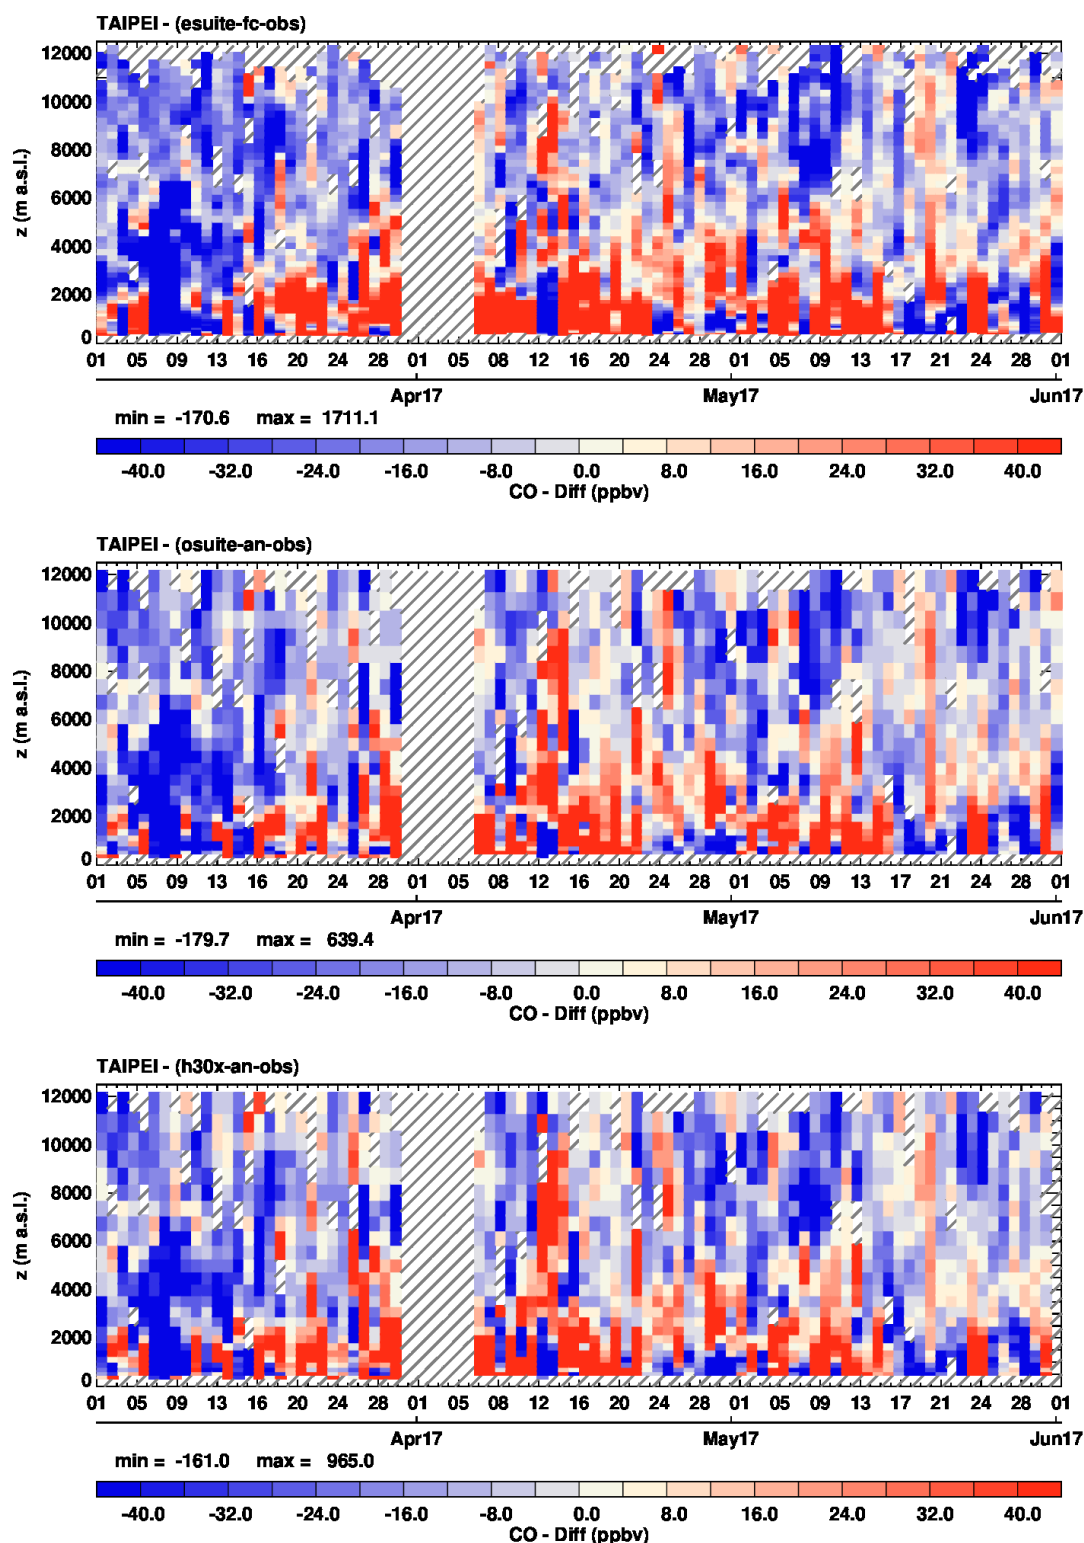 TAIPEI - (esuite-fc-obs)
12000
10000
8000
6000
4000
2000
0
z (m a.s.l.)
01 05 09 12 16 20 24 28 01 05 09 12 16 20 24 28 01 05 09 13 17 21 24 28 01
Apr17 May17 Jun17
min = -170.6 max = 1711.1
-40.0 -32.0 -24.0 -16.0 -8.0 0.0 8.0 16.0 24.0 32.0 40.0
CO - Diff (ppbv)
TAIPEI - (osuite-an-obs)
12000
10000
8000
6000
4000
2000
0
z (m a.s.l.)
01 05 09 12 16 20 24 28 01 05 09 12 16 20 24 28 01 05 09 13 17 21 24 28 01
Apr17 May17 Jun17
min = -179.7 max = 639.4
-40.0 -32.0 -24.0 -16.0 -8.0 0.0 8.0 16.0 24.0 32.0 40.0
CO - Diff (ppbv)
TAIPEI - (h30x-an-obs)
12000
10000
8000
6000
4000
2000
0
z (m a.s.l.)
01 05 09 12 16 20 24 28 01 05 09 12 16 20 24 28 01 05 09 13 17 21 24 28 01
Apr17 May17 Jun17
min = -161.0 max = 965.0
-40.0 -32.0 -24.0 -16.0 -8.0 0.0 8.0 16.0 24.0 32.0 40.0
CO - Diff (ppbv)